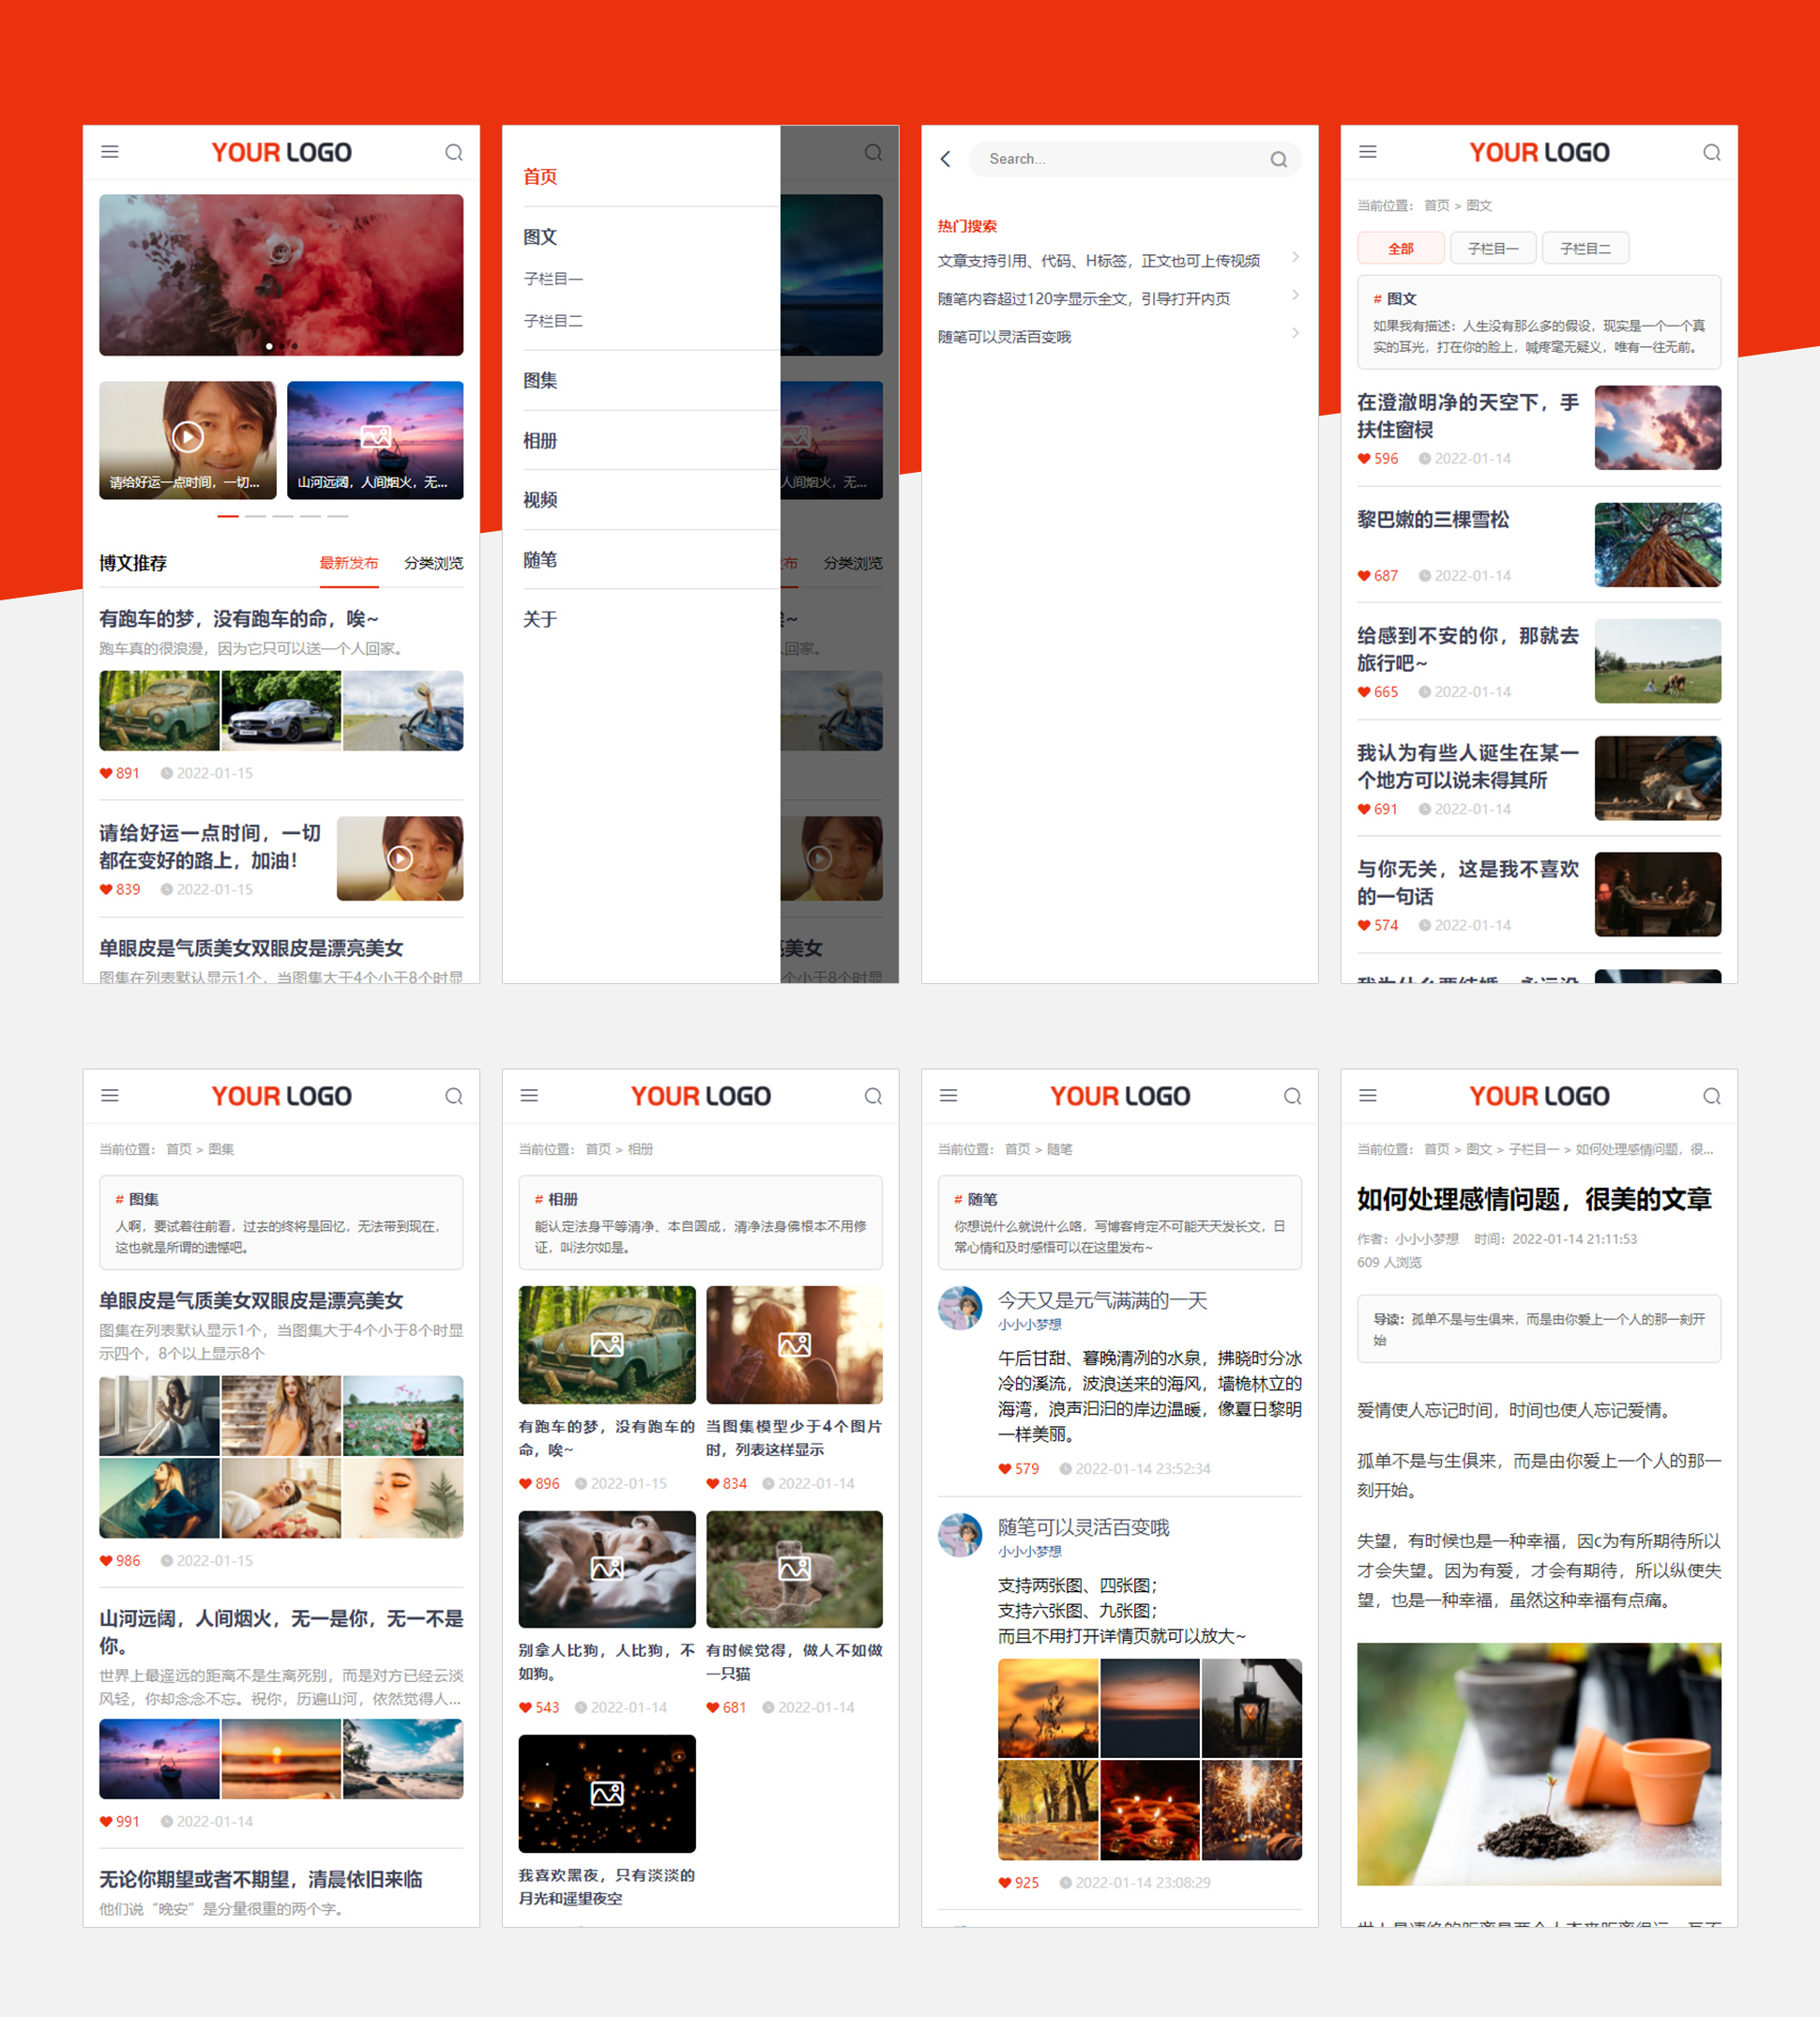 YOUR LOGO
请给好运一点时间，一切...
山河远阔，人间烟火，无...
博文推荐
最新发布
分类浏览
有跑车的梦，没有跑车的命，唉~
跑车真的很浪漫，因为它只可以送一个人回家。
891
2022-01-15
请给好运一点时间，一切
都在变好的路上，加油！
839
2022-01-15
单眼皮是气质美女双眼皮是漂亮美女
图集在列表默认显示1个，当图集大于4个小于8个时显
首页
图文
子栏目一
子栏目二
图集
相册
视频
随笔
关于
人间烟火，无...
布
分类浏览
~
回家。
美女
个小于8个时显
Search...
热门搜索
文章支持引用、代码、H标签，正文也可上传视频
随笔内容超过120字显示全文，引导打开内页
随笔可以灵活百变哦
YOUR LOGO
当前位置： 首页 > 图文
全部
子栏目一
子栏目二
# 图文
如果我有描述：人生没有那么多的假设，现实是一个一个真
实的耳光，打在你的脸上，喊疼毫无疑义，唯有一往无前。
在澄澈明净的天空下，手
扶住窗棂
596
2022-01-14
黎巴嫩的三棵雪松
687
2022-01-14
给感到不安的你，那就去
旅行吧~
665
2022-01-14
我认为有些人诞生在某一
个地方可以说未得其所
691
2022-01-14
与你无关，这是我不喜欢
的一句话
574
2022-01-14
YOUR LOGO
当前位置： 首页 > 图集
# 图集
人啊，要试着往前看，过去的终将是回忆，无法带到现在，
这也就是所谓的遗憾吧。
单眼皮是气质美女双眼皮是漂亮美女
图集在列表默认显示1个，当图集大于4个小于8个时显
示四个，8个以上显示8个
986
2022-01-15
山河远阔，人间烟火，无一是你，无一不是
你。
世界上最遥远的距离不是生离死别，而是对方已经云淡
风轻，你却念念不忘。祝你，历遍山河，依然觉得人...
991
2022-01-14
无论你期望或者不期望，清晨依旧来临
他们说“晚安”是分量很重的两个字。
YOUR LOGO
当前位置： 首页 > 相册
# 相册
能认定法身平等清净、本自圆成，清净法身佛根本不用修
证，叫法尔如是。
有跑车的梦，没有跑车的
命，唉~
896
2022-01-15
当图集模型少于4个图片
时，列表这样显示
834
2022-01-14
别拿人比狗，人比狗，不
如狗。
543
2022-01-14
有时候觉得，做人不如做
一只猫
681
2022-01-14
我喜欢黑夜，只有淡淡的
月光和遥望夜空
YOUR LOGO
当前位置： 首页 > 随笔
# 随笔
你想说什么就说什么咯，写博客肯定不可能天天发长文，日
常心情和及时感悟可以在这里发布~
今天又是元气满满的一天
小小小梦想
午后甘甜、暮晚清冽的水泉，拂晓时分冰
冷的溪流，波浪送来的海风，墙桅林立的
海湾，浪声汩汩的岸边温暖，像夏日黎明
一样美丽。
579
2022-01-14 23:52:34
随笔可以灵活百变哦
小小小梦想
支持两张图、四张图；
支持六张图、九张图；
而且不用打开详情页就可以放大~
925
2022-01-14 23:08:29
YOUR LOGO
当前位置： 首页 > 图文 > 子栏目一 > 如何处理感情问题，很...
如何处理感情问题，很美的文章
作者：小小小梦想 时间：2022-01-14 21:11:53
609 人浏览
导读：孤单不是与生俱来，而是由你爱上一个人的那一刻开
始
爱情使人忘记时间，时间也使人忘记爱情。
孤单不是与生俱来，而是由你爱上一个人的那一
刻开始。
失望，有时候也是一种幸福，因c为有所期待所以
才会失望。因为有爱，才会有期待，所以纵使失
望，也是一种幸福，虽然这种幸福有点痛。